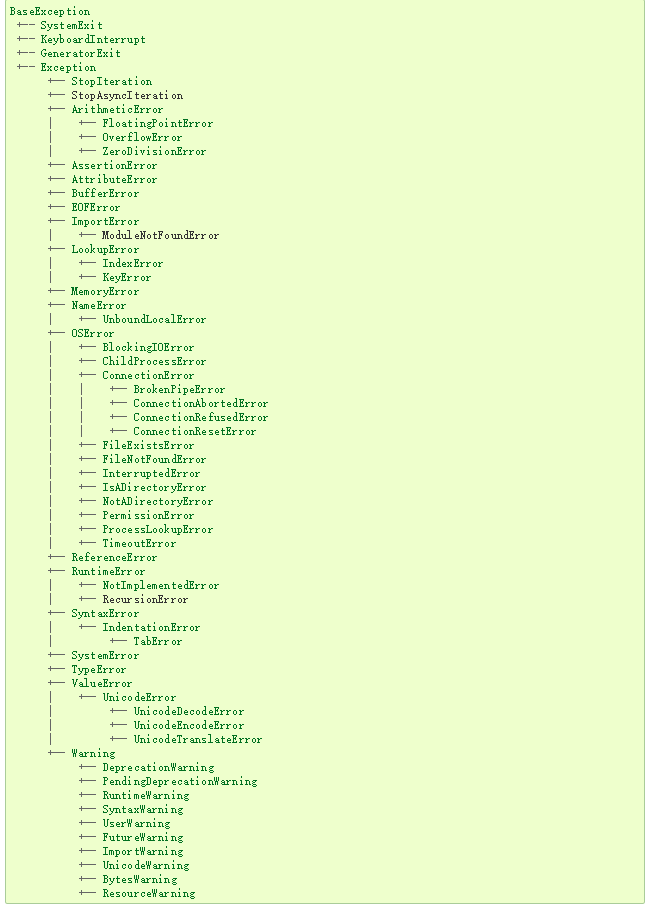 BaseException
 +-- SystemExit
 +-- KeyboardInterrupt
 +-- GeneratorExit
 +-- Exception
      +-- StopIteration
      +-- StopAsyncIteration
      +-- ArithmeticError
      |    +-- FloatingPointError
      |    +-- OverflowError
      |    +-- ZeroDivisionError
      +-- AssertionError
      +-- AttributeError
      +-- BufferError
      +-- EOFError
      +-- ImportError
      |    +-- ModuleNotFoundError
      +-- LookupError
      |    +-- IndexError
      |    +-- KeyError
      +-- MemoryError
      +-- NameError
      |    +-- UnboundLocalError
      +-- OSError
      |    +-- BlockingIOError
      |    +-- ChildProcessError
      |    +-- ConnectionError
      |    |    +-- BrokenPipeError
      |    |    +-- ConnectionAbortedError
      |    |    +-- ConnectionRefusedError
      |    |    +-- ConnectionResetError
      |    +-- FileExistsError
      |    +-- FileNotFoundError
      |    +-- InterruptedError
      |    +-- IsADirectoryError
      |    +-- NotADirectoryError
      |    +-- PermissionError
      |    +-- ProcessLookupError
      |    +-- TimeoutError
      +-- ReferenceError
      +-- RuntimeError
      |    +-- NotImplementedError
      |    +-- RecursionError
      +-- SyntaxError
      |    +-- IndentationError
      |         +-- TabError
      +-- SystemError
      +-- TypeError
      +-- ValueError
      |    +-- UnicodeError
      |         +-- UnicodeDecodeError
      |         +-- UnicodeEncodeError
      |         +-- UnicodeTranslateError
      +-- Warning
           +-- DeprecationWarning
           +-- PendingDeprecationWarning
           +-- RuntimeWarning
           +-- SyntaxWarning
           +-- UserWarning
           +-- FutureWarning
           +-- ImportWarning
           +-- UnicodeWarning
           +-- BytesWarning
           +-- ResourceWarning